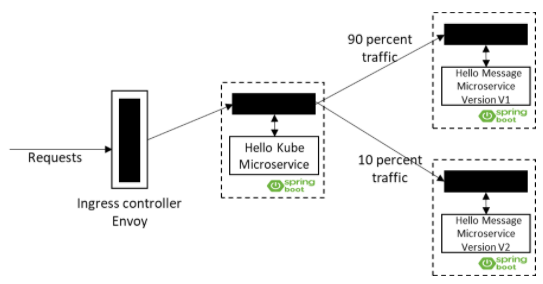 Requests
Ingress controller
Envoy
Hello Kube
Microservice
spring
boot
90 percent
traffic
10 percent
traffic
Hello Message
Microservice
Version V1
spring
boot
Hello Message
Microservice
Version V2
spring
boot